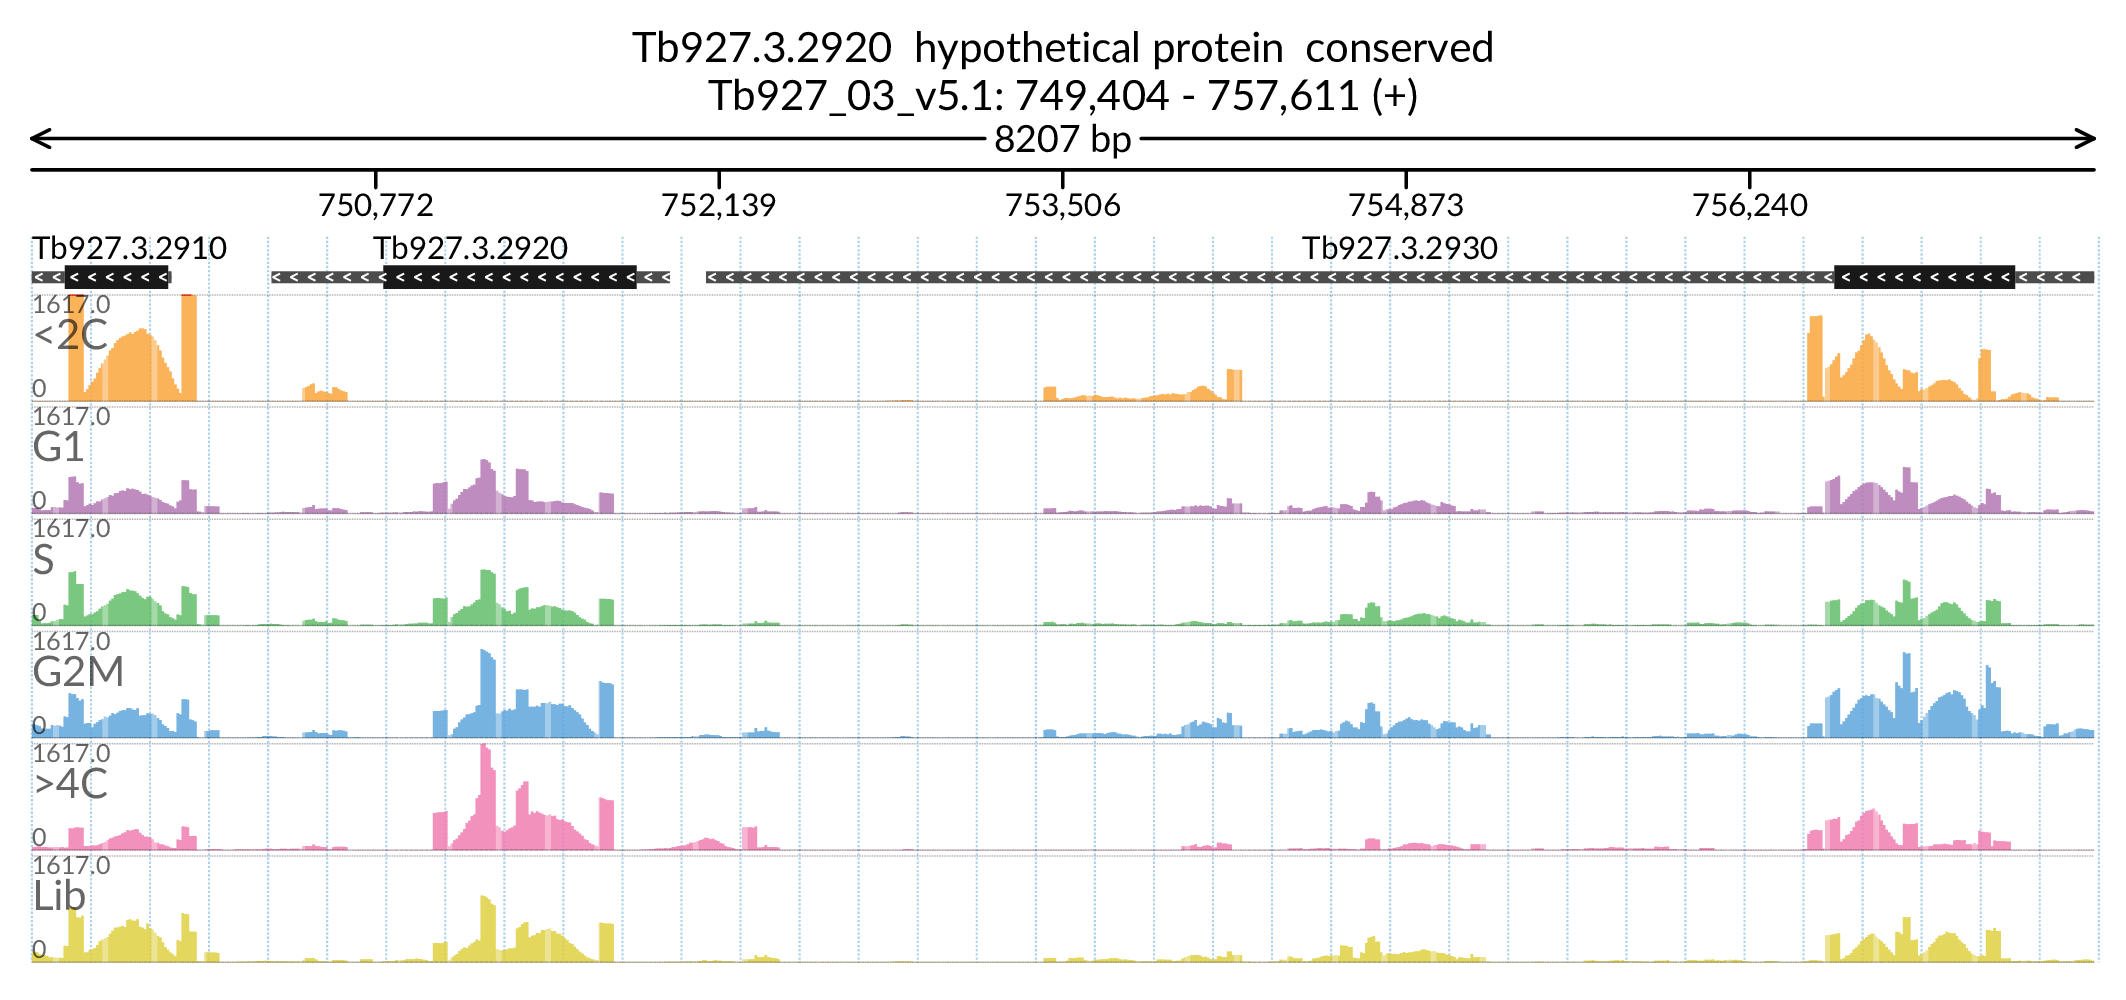 Tb927.3.2920 hypothetical protein conserved
Tb927_03_v5.1: 749,404 - 757,611 (+)
8207 bp
750,772 752,139 753,506 754,873 756,240
Tb927.3.2910 Tb927.3.2920 Tb927.3.2930
1617.0
<2C
0
1617.0
G1
0
1617.0
S
0
1617.0
G2M
0
1617.0
>4C
0
1617.0
Lib
0